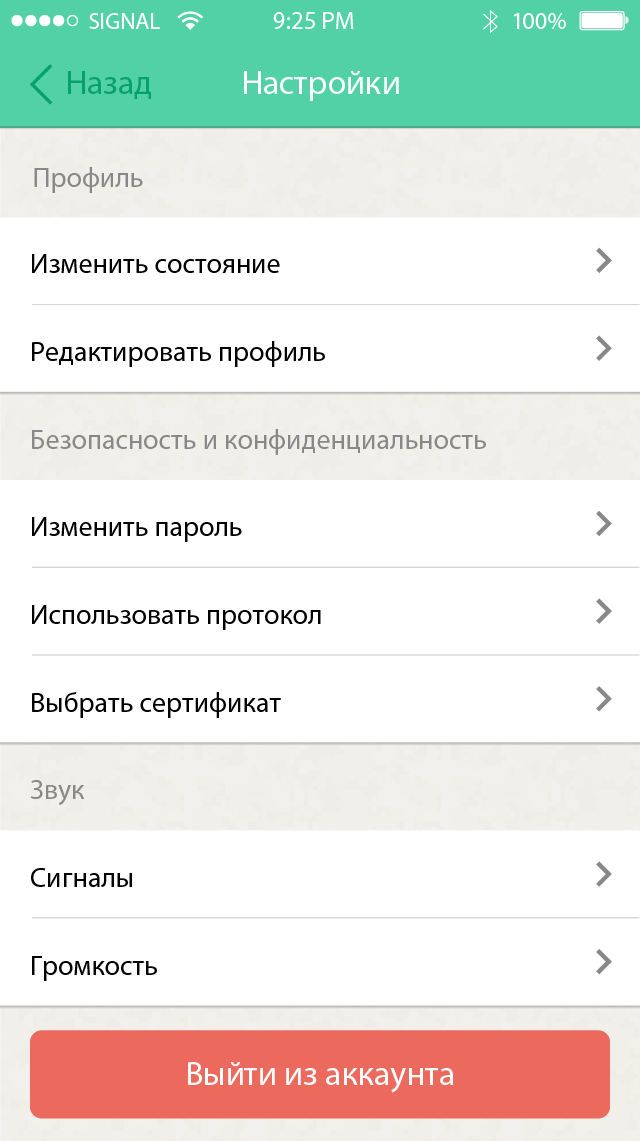 SIGNAL 9:25 PM 100%
Назад Настройки
Профиль
Изменить состояние
Редактировать профиль
Безопасность и конфиденциальность
Изменить пароль
Использовать протокол
Выбрать сертификат
Звук
Сигналы
Громкость
Выйти из аккаунта